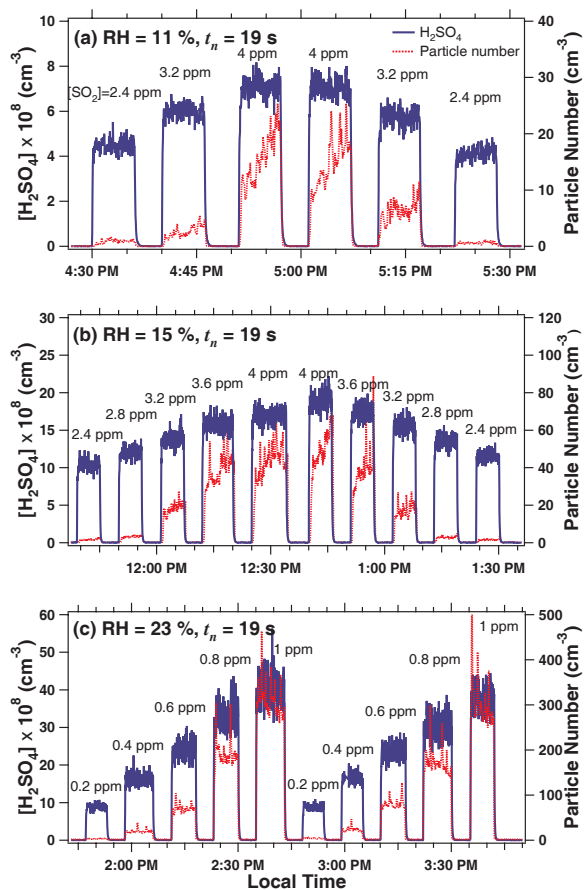 (a) RH = 11 %, tn = 19 s
H2SO4
Particle number
[SO2]=2.4 ppm
3.2 ppm
4 ppm
4 ppm
3.2 ppm
2.4 ppm
10
8
6
4
2
0
[H2SO4] x 10^8 (cm^-3)
40
30
20
10
0
Particle Number (cm^-3)
4:30 PM 4:45 PM 5:00 PM 5:15 PM 5:30 PM
(b) RH = 15 %, tn = 19 s
2.4 ppm
2.8 ppm
3.2 ppm
3.6 ppm
4 ppm
4 ppm
3.6 ppm
3.2 ppm
2.8 ppm
2.4 ppm
30
25
20
15
10
5
0
[H2SO4] x 10^8 (cm^-3)
120
100
80
60
40
20
0
Particle Number (cm^-3)
12:00 PM 12:30 PM 1:00 PM 1:30 PM
(c) RH = 23 %, tn = 19 s
0.2 ppm
0.4 ppm
0.6 ppm
0.8 ppm
1 ppm
0.2 ppm
0.4 ppm
0.6 ppm
0.8 ppm
1 ppm
60
50
40
30
20
10
0
[H2SO4] x 10^8 (cm^-3)
500
400
300
200
100
0
Particle Number (cm^-3)
2:00 PM 2:30 PM 3:00 PM 3:30 PM
Local Time